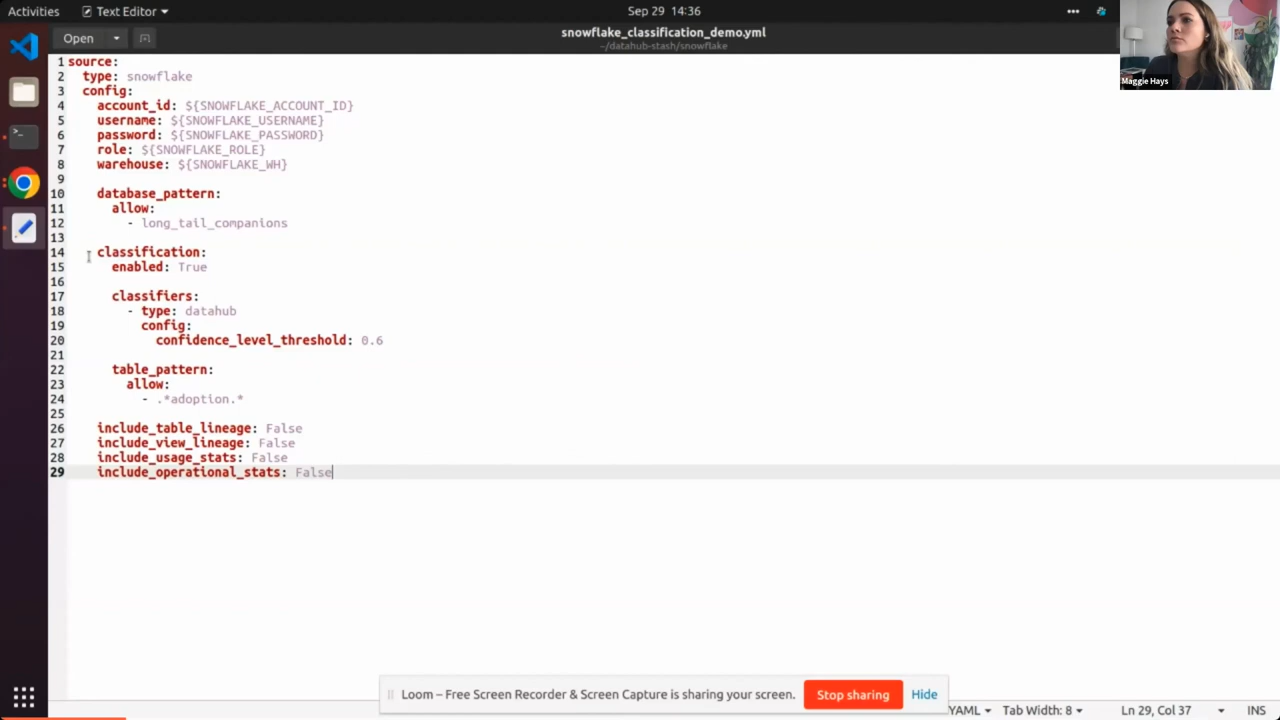 Activities
Text Editor
Sep 29 14:36
Open
snowflake_classification_demo.yml
~/datahub-stash/snowflake
Maggie Hays
1 source:
2 type: snowflake
3 config:
4 account_id: ${SNOWFLAKE_ACCOUNT_ID}
5 username: ${SNOWFLAKE_USERNAME}
6 password: ${SNOWFLAKE_PASSWORD}
7 role: ${SNOWFLAKE_ROLE}
8 warehouse: ${SNOWFLAKE_WH}
9
10 database_pattern:
11 allow:
12 - long_tail_companions
13
14 classification:
15 enabled: True
16
17 classifiers:
18 - type: datahub
19 config:
20 confidence_level_threshold: 0.6
21
22 table_pattern:
23 allow:
24 - .*adoption.*
25
26 include_table_lineage: False
27 include_view_lineage: False
28 include_usage_stats: False
29 include_operational_stats: False
Loom – Free Screen Recorder & Screen Capture is sharing your screen.
Stop sharing
Hide
YAML
Tab Width: 8
Ln 29, Col 37
INS